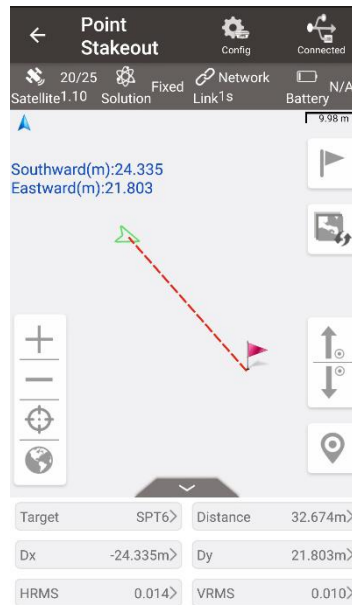 Point
Stakeout
Config
Connected
20/25
Satellite1.10
Solution Fixed
Network
Link1s
N/A
Battery
9.98 m
Southward(m):24.335
Eastward(m):21.803
Target SPT6> Distance 32.674m>
Dx -24.335m> Dy 21.803m>
HRMS 0.014> VRMS 0.010>